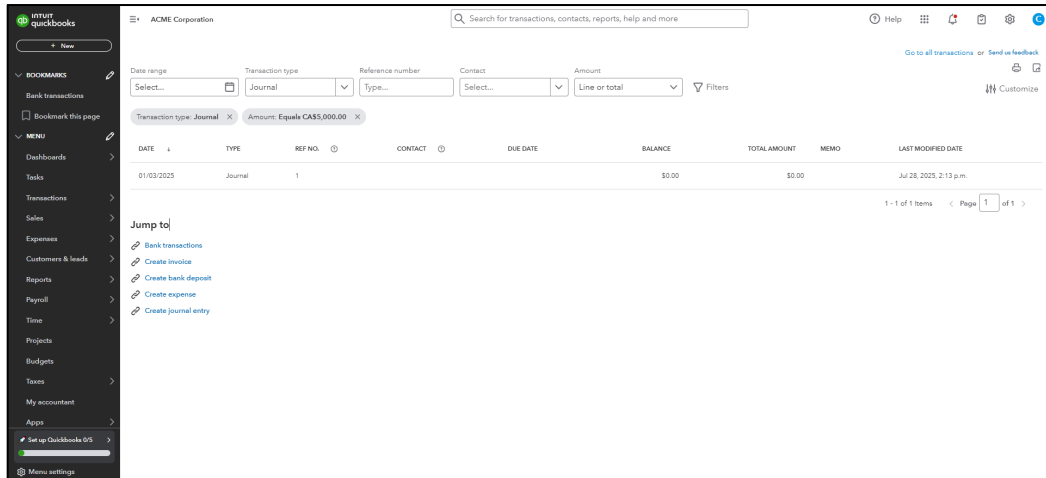 INTUIT
quickbooks
ACME Corporation
Search for transactions, contacts, reports, help and more
Help
C
+ New
Go to all transactions or Send us feedback
BOOKMARKS
Bank transactions
Bookmark this page
MENU
Dashboards
Tasks
Transactions
Sales
Expenses
Customers & leads
Reports
Payroll
Time
Projects
Budgets
Taxes
My accountant
Apps
Set up Quickbooks 0/5
Menu settings
Date range Transaction type Reference number Contact Amount
Select... Journal Type... Select... Line or total Filters
Customize
Transaction type: Journal Amount: Equals CA$5,000.00
DATE TYPE REF NO. CONTACT DUE DATE BALANCE TOTAL AMOUNT MEMO LAST MODIFIED DATE
01/03/2025 Journal 1 $0.00 $0.00 Jul 28, 2025, 2:13 p.m.
1 - 1 of 1 Items < Page 1 of 1 >
Jump to
Bank transactions
Create invoice
Create bank deposit
Create expense
Create journal entry